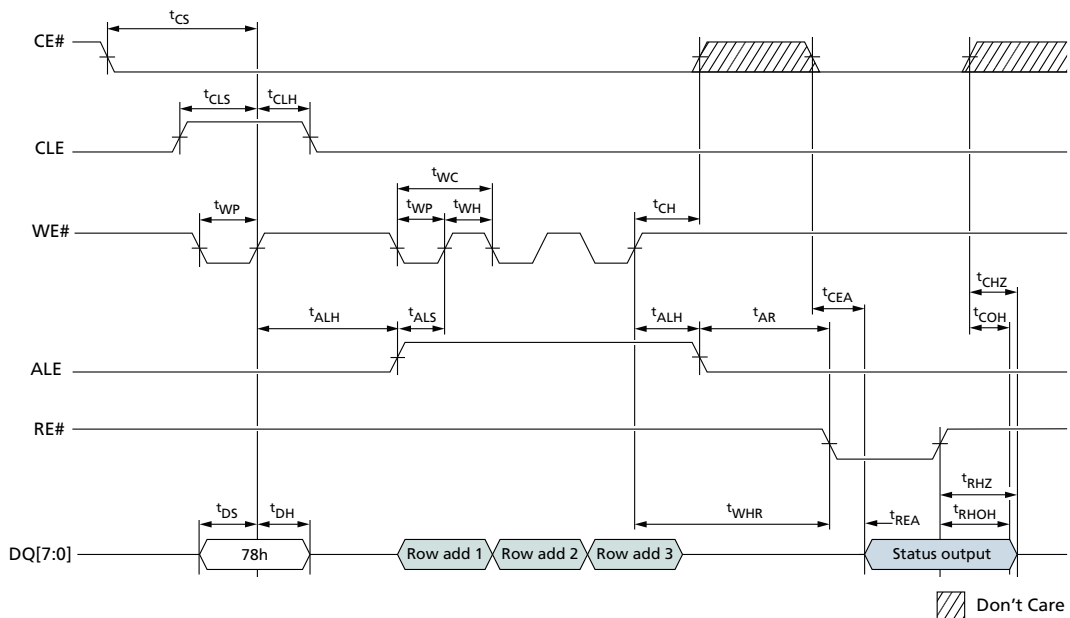 tCS
CE#
tCLS
tCLH
CLE
tWC
tWP
tWP
tWH
tCH
WE#
tCEA
tCHZ
tALH
tALS
tALH
tAR
tCOH
ALE
RE#
tRHZ
tDS
tDH
tWHR
tREA
tRHOH
DQ[7:0]
78h
Row add 1
Row add 2
Row add 3
Status output
Don't Care